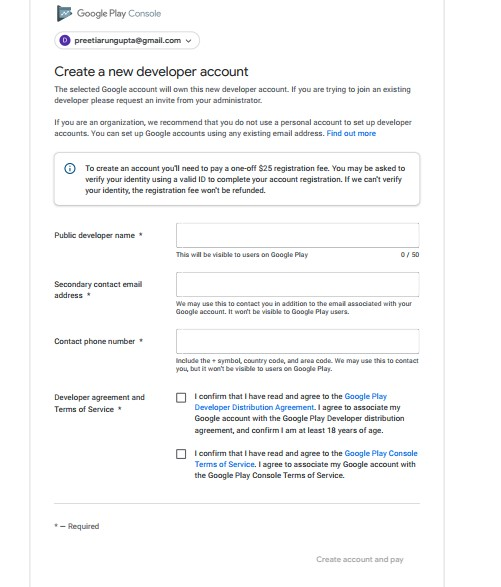 Google Play Console
D preetiarungupta@gmail.com
Create a new developer account
The selected Google account will own this new developer account. If you are trying to join an existing
developer please request an invite from your administrator.
If you are an organization, we recommend that you do not use a personal account to set up developer
accounts. You can set up Google accounts using any existing email address. Find out more
To create an account you'll need to pay a one-off $25 registration fee. You may be asked to
verify your identity using a valid ID to complete your account registration. If we can't verify
your identity, the registration fee won't be refunded.
Public developer name *
This will be visible to users on Google Play 0 / 50
Secondary contact email
address *
We may use this to contact you in addition to the email associated with your
Google account. It won't be visible to Google Play users.
Contact phone number *
Include the + symbol, country code, and area code. We may use this to contact
you, but it won't be visible to users on Google Play.
Developer agreement and
Terms of Service *
I confirm that I have read and agree to the Google Play
Developer Distribution Agreement. I agree to associate my
Google account with the Google Play Developer distribution
agreement, and confirm I am at least 18 years of age.
I confirm that I have read and agree to the Google Play Console
Terms of Service. I agree to associate my Google account with
the Google Play Console Terms of Service.
* — Required
Create account and pay